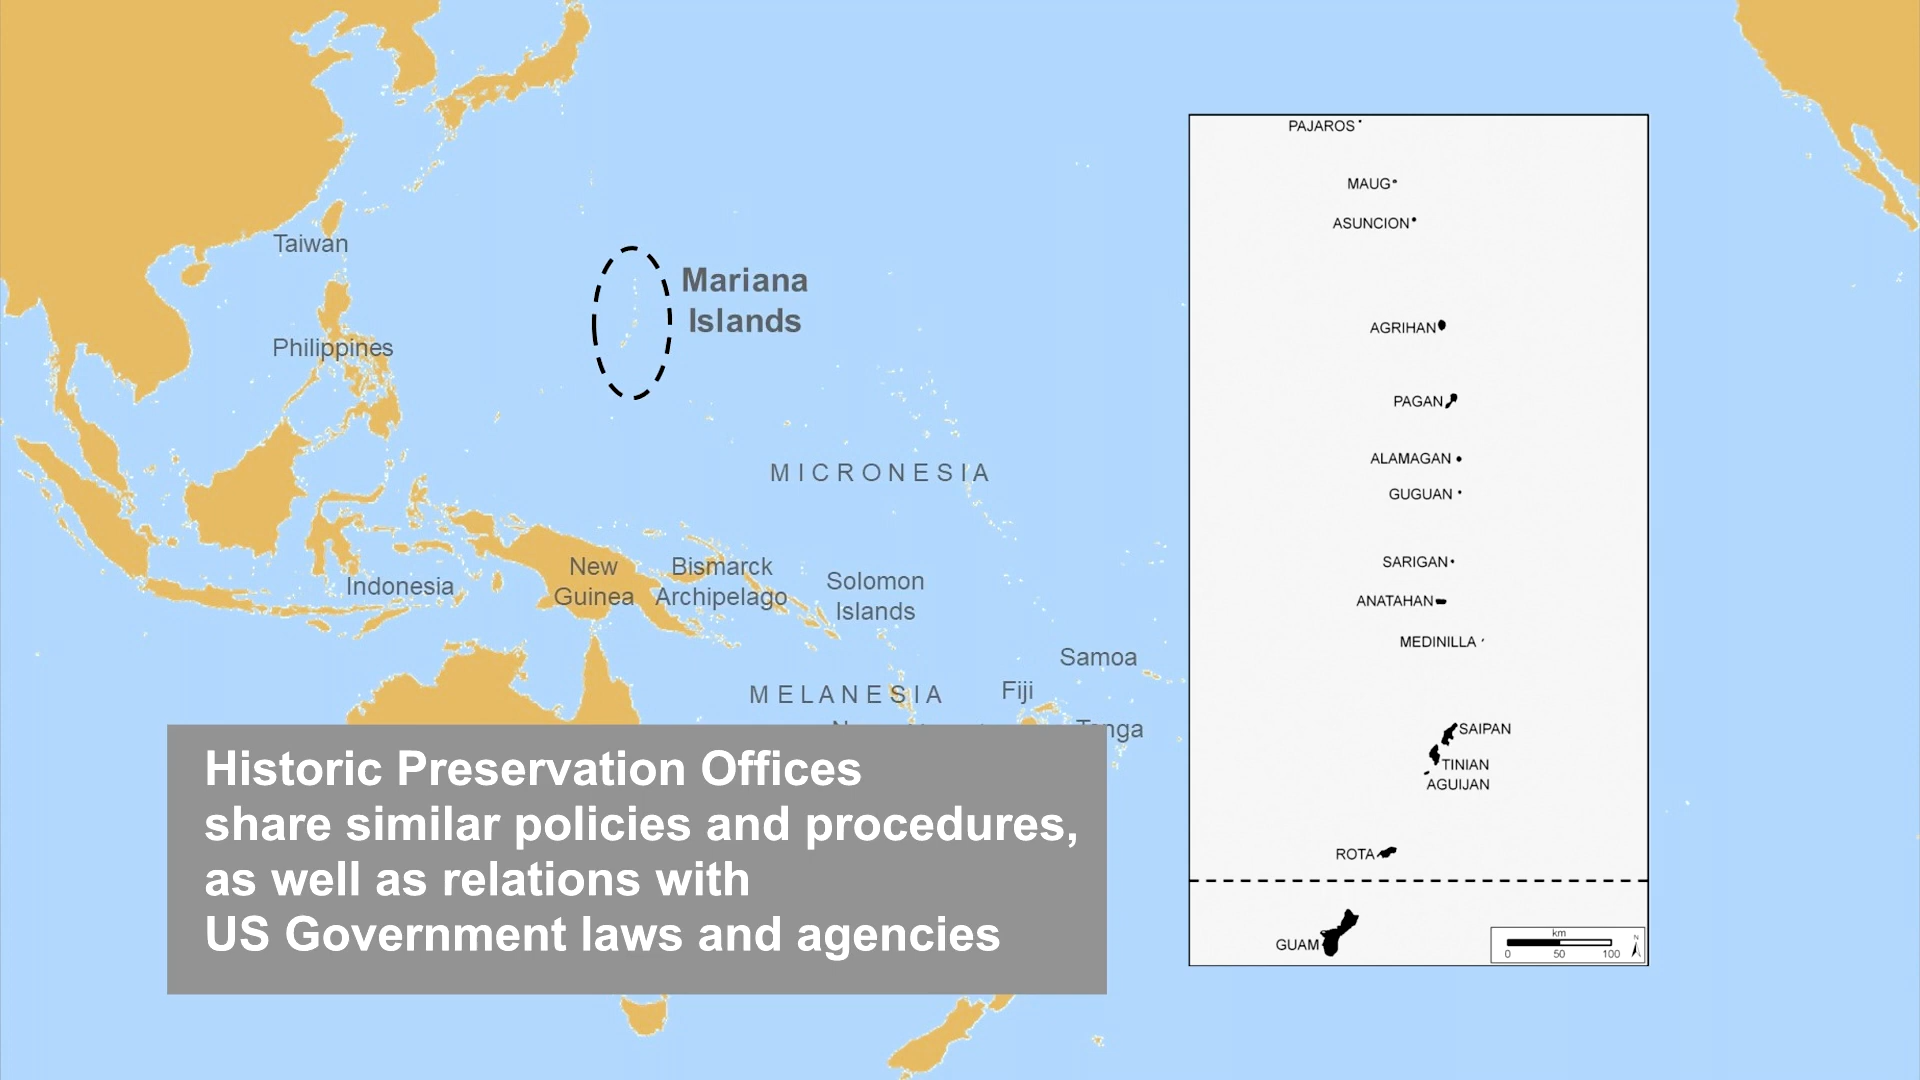 Taiwan
Philippines
Mariana
Islands
MICRONESIA
Indonesia
New
Guinea
Bismarck
Archipelago
Solomon
Islands
Samoa
MELANESIA
Fiji
Historic Preservation Offices
share similar policies and procedures,
as well as relations with
US Government laws and agencies
PAJAROS
MAUG
ASUNCION
AGRIHAN
PAGAN
ALAMAGAN
GUGUAN
SARIGAN
ANATAHAN
MEDINILLA
SAIPAN
TINIAN
AGUIJAN
ROTA
GUAM
km
0 50 100
N